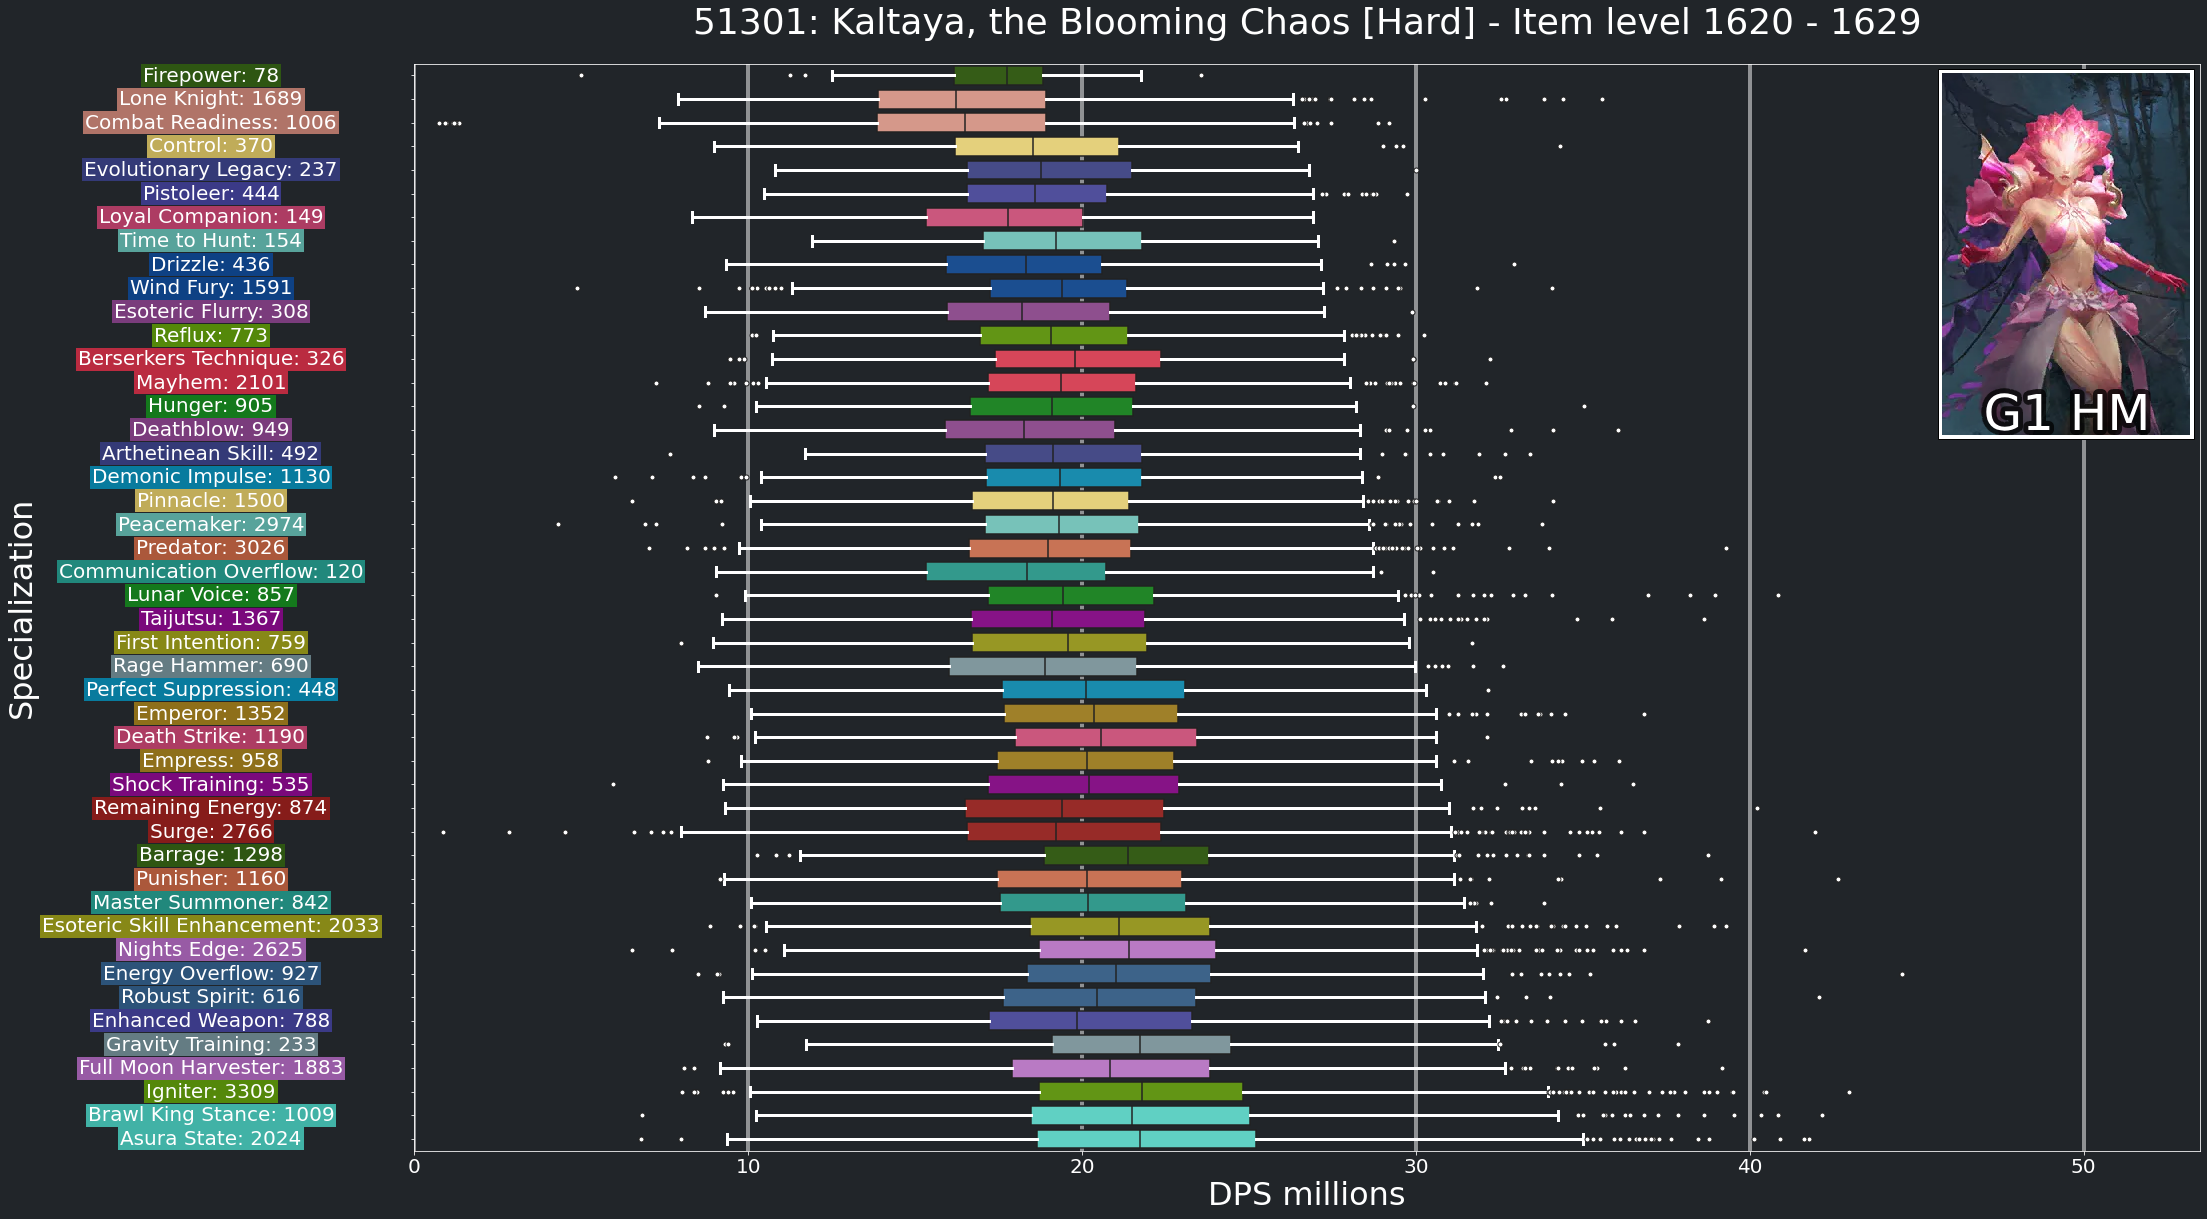 51301: Kaltaya, the Blooming Chaos [Hard] - Item level 1620 - 1629
Specialization
Firepower: 78
Lone Knight: 1689
Combat Readiness: 1006
Control: 370
Evolutionary Legacy: 237
Pistoleer: 444
Loyal Companion: 149
Time to Hunt: 154
Drizzle: 436
Wind Fury: 1591
Esoteric Flurry: 308
Reflux: 773
Berserkers Technique: 326
Mayhem: 2101
Hunger: 905
Deathblow: 949
Arthetinean Skill: 492
Demonic Impulse: 1130
Pinnacle: 1500
Peacemaker: 2974
Predator: 3026
Communication Overflow: 120
Lunar Voice: 857
Taijutsu: 1367
First Intention: 759
Rage Hammer: 690
Perfect Suppression: 448
Emperor: 1352
Death Strike: 1190
Empress: 958
Shock Training: 535
Remaining Energy: 874
Surge: 2766
Barrage: 1298
Punisher: 1160
Master Summoner: 842
Esoteric Skill Enhancement: 2033
Nights Edge: 2625
Energy Overflow: 927
Robust Spirit: 616
Enhanced Weapon: 788
Gravity Training: 233
Full Moon Harvester: 1883
Igniter: 3309
Brawl King Stance: 1009
Asura State: 2024
G1 HM
0 10 20 30 40 50
DPS millions